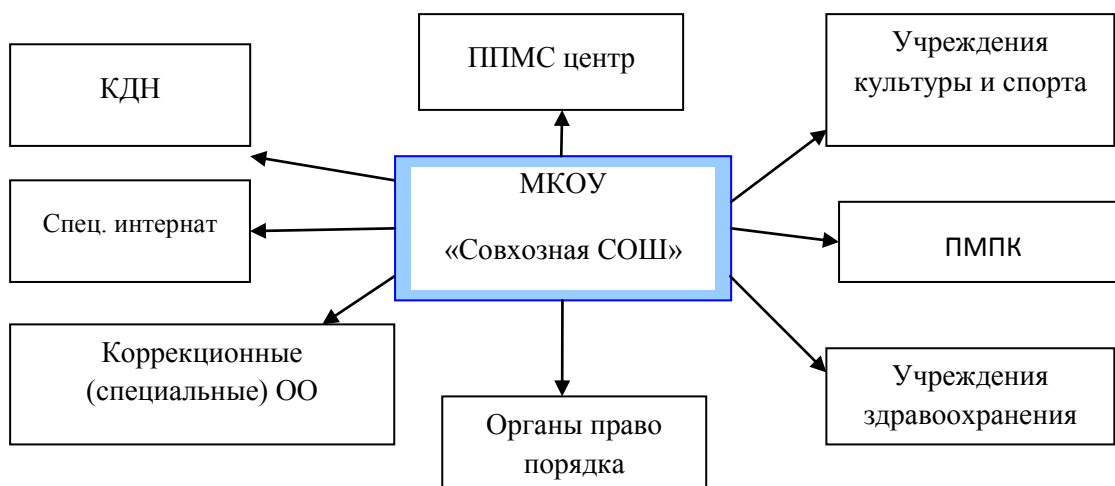 КДН
ППМС центр
Учреждения
культуры и спорта
МКОУ
«Совхозная СОШ»
Спец. интернат
ПМПК
Коррекционные
(специальные) ОО
Органы право
порядка
Учреждения
здравоохранения